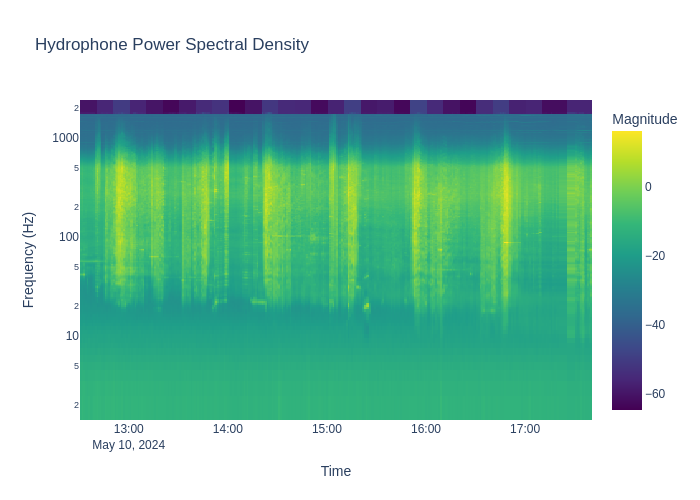 Hydrophone Power Spectral Density
Magnitude
0
−20
−40
−60
Frequency (Hz)
2
1000
5
2
100
5
2
10
5
2
13:00 14:00 15:00 16:00 17:00
May 10, 2024
Time